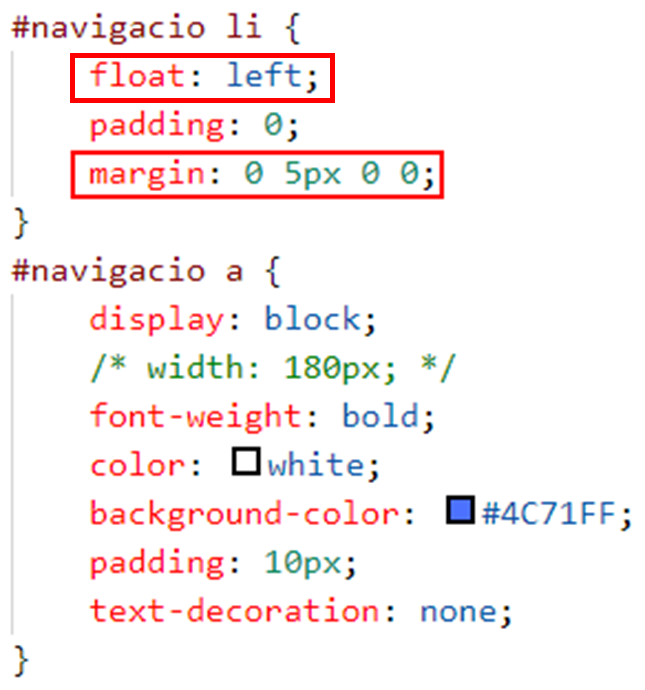 #navigacio li {
float: left;
padding: 0;
margin: 0 5px 0 0;
}
#navigacio a {
display: block;
/* width: 180px; */
font-weight: bold;
color: white;
background-color: #4C71FF;
padding: 10px;
text-decoration: none;
}